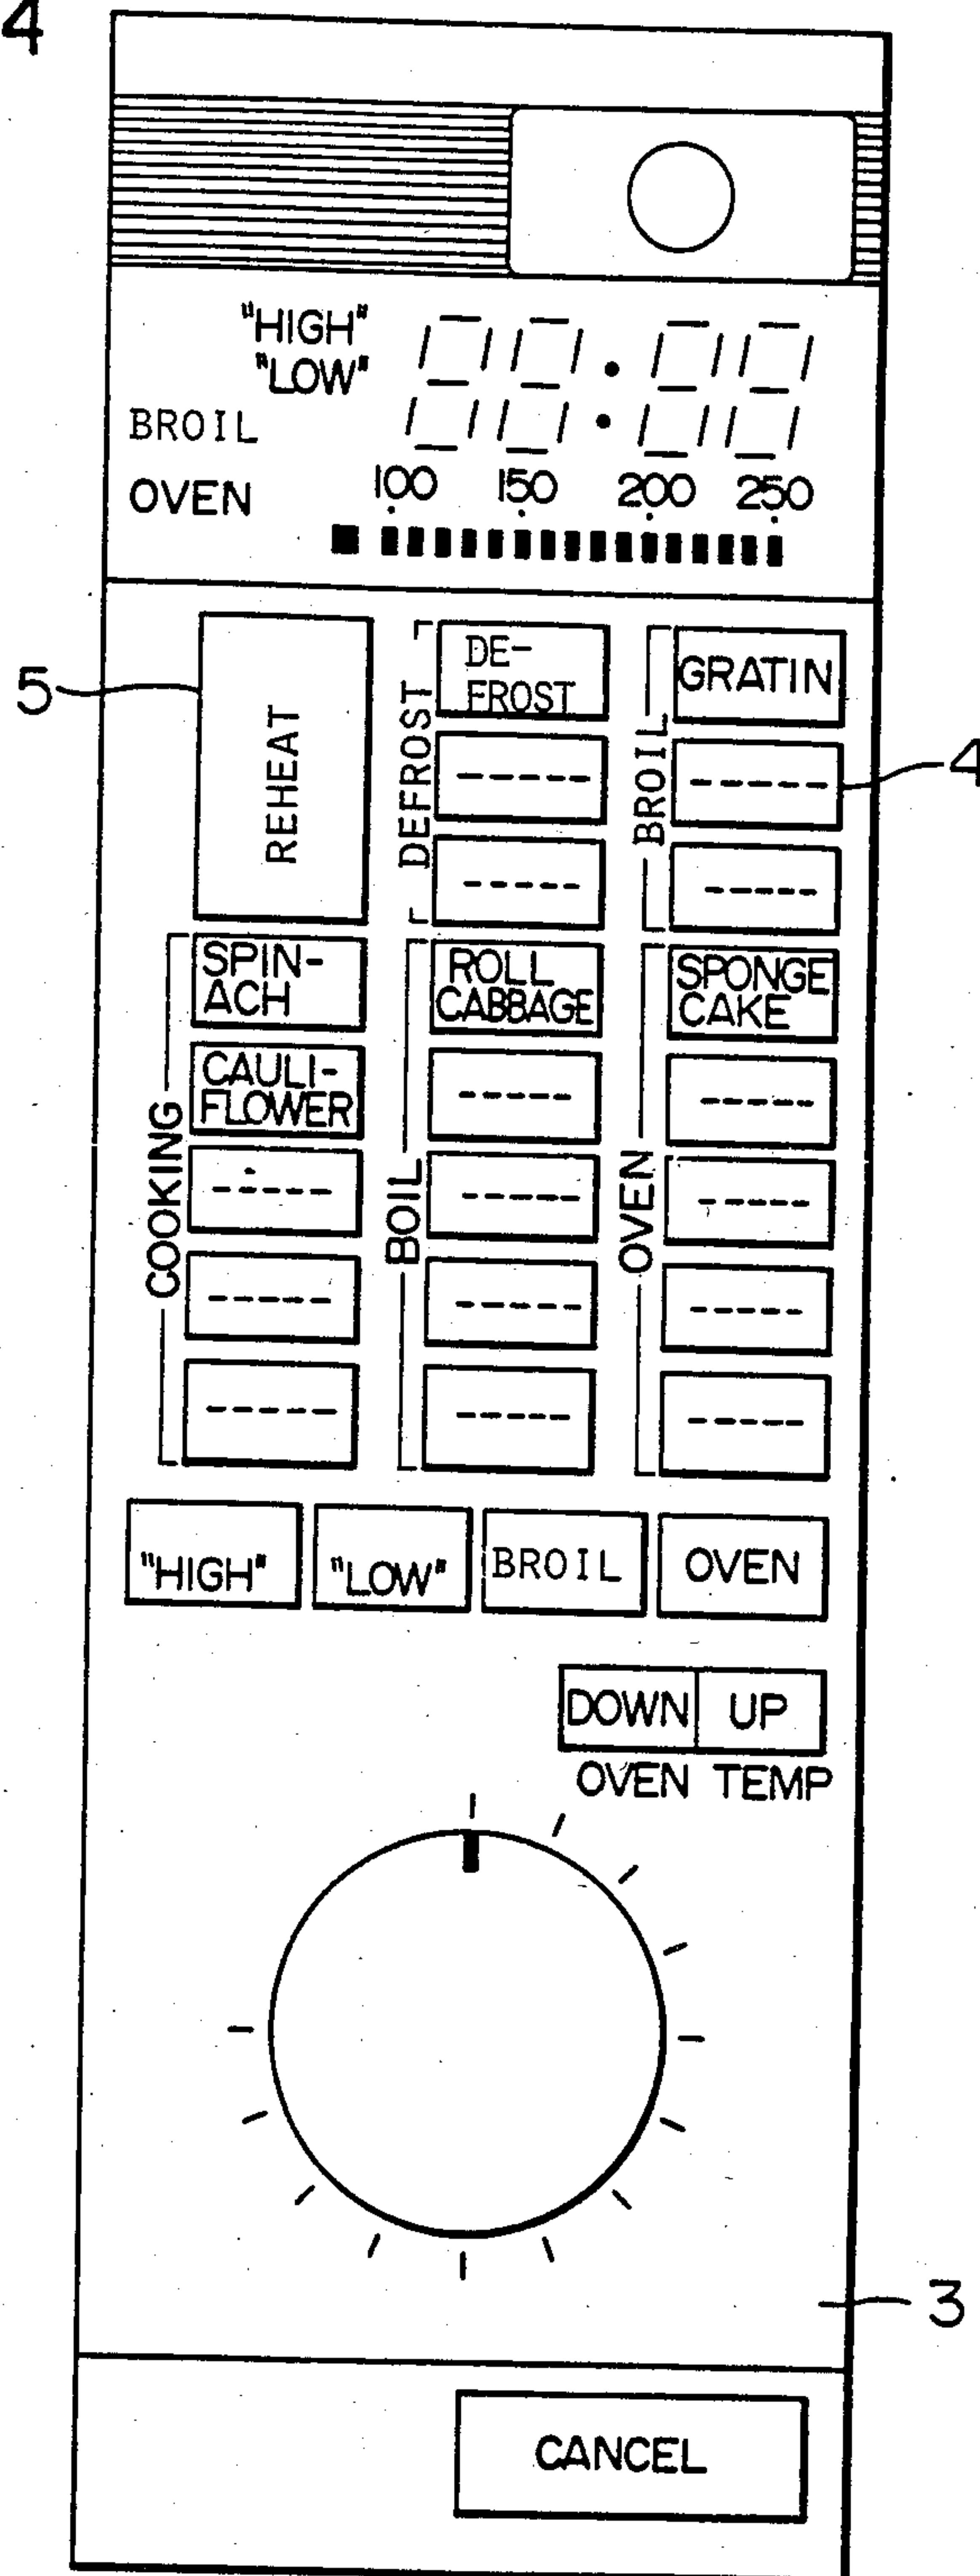 4
"HIGH"
"LOW"
88:88
BROIL
OVEN
100 150 200 250
5
REHEAT
DEFROST
DE-
FROST
BROIL
GRATIN
4
COOKING
SPIN-
ACH
CAULI-
FLOWER
BOIL
ROLL
CABBAGE
OVEN
SPONGE
CAKE
"HIGH" "LOW" BROIL OVEN
DOWN UP
OVEN TEMP
3
CANCEL